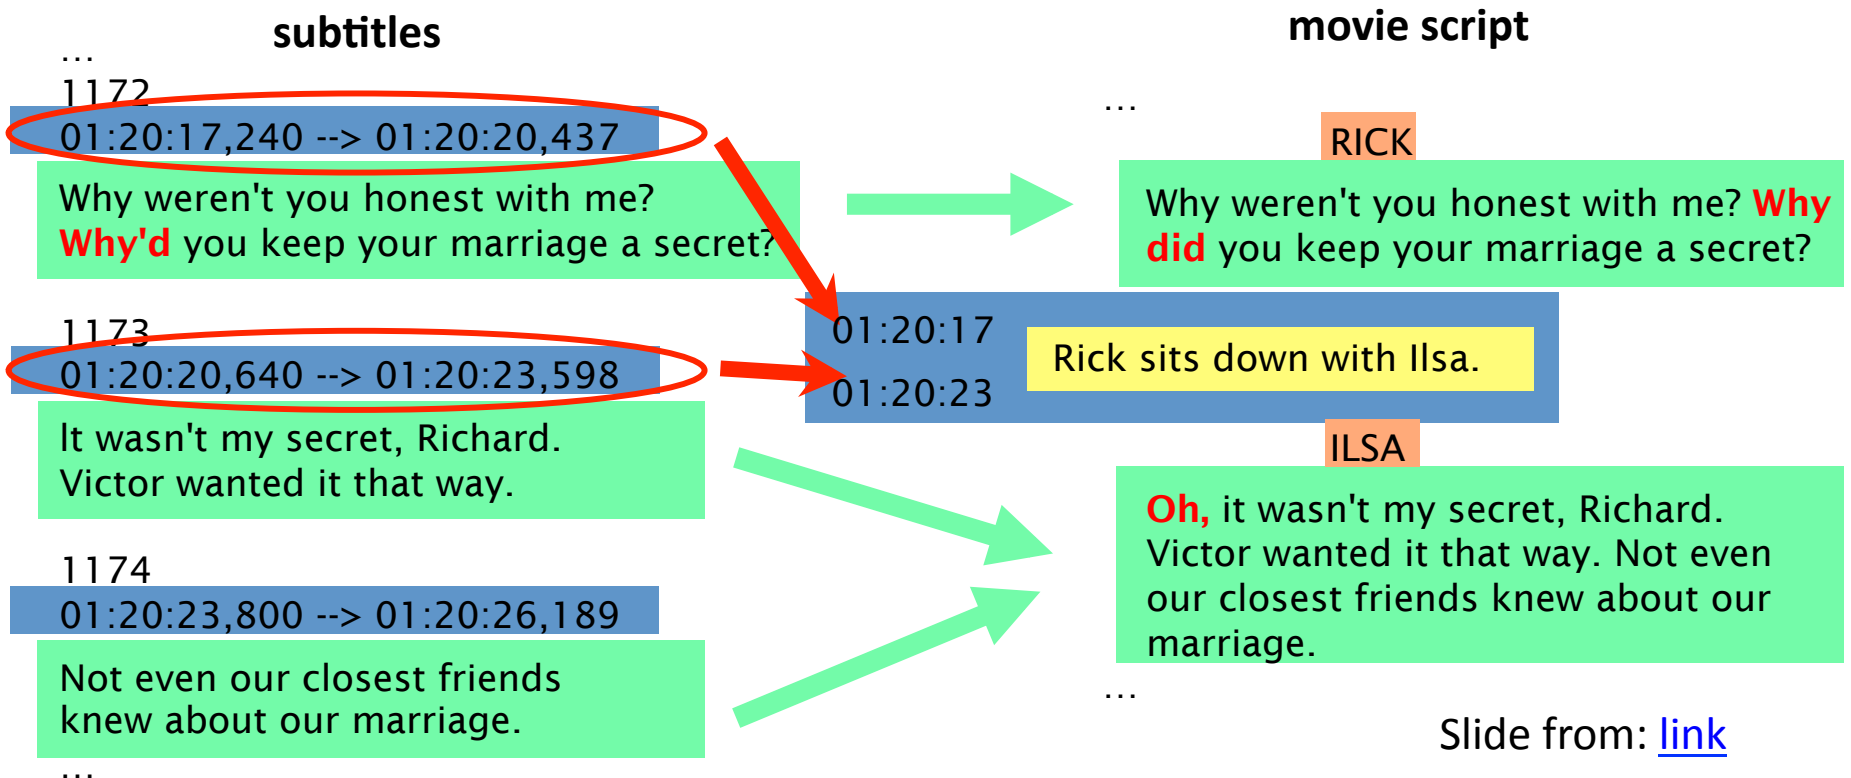 subtitles
...
1172
01:20:17,240 --> 01:20:20,437
Why weren't you honest with me?
Why'd you keep your marriage a secret?
1173
01:20:20,640 --> 01:20:23,598
lt wasn't my secret, Richard.
Victor wanted it that way.
1174
01:20:23,800 --> 01:20:26,189
Not even our closest friends
knew about our marriage.
...
movie script
...
RICK
Why weren't you honest with me? Why
did you keep your marriage a secret?
01:20:17
Rick sits down with Ilsa.
01:20:23
ILSA
Oh, it wasn't my secret, Richard.
Victor wanted it that way. Not even
our closest friends knew about our
marriage.
...
Slide from: link